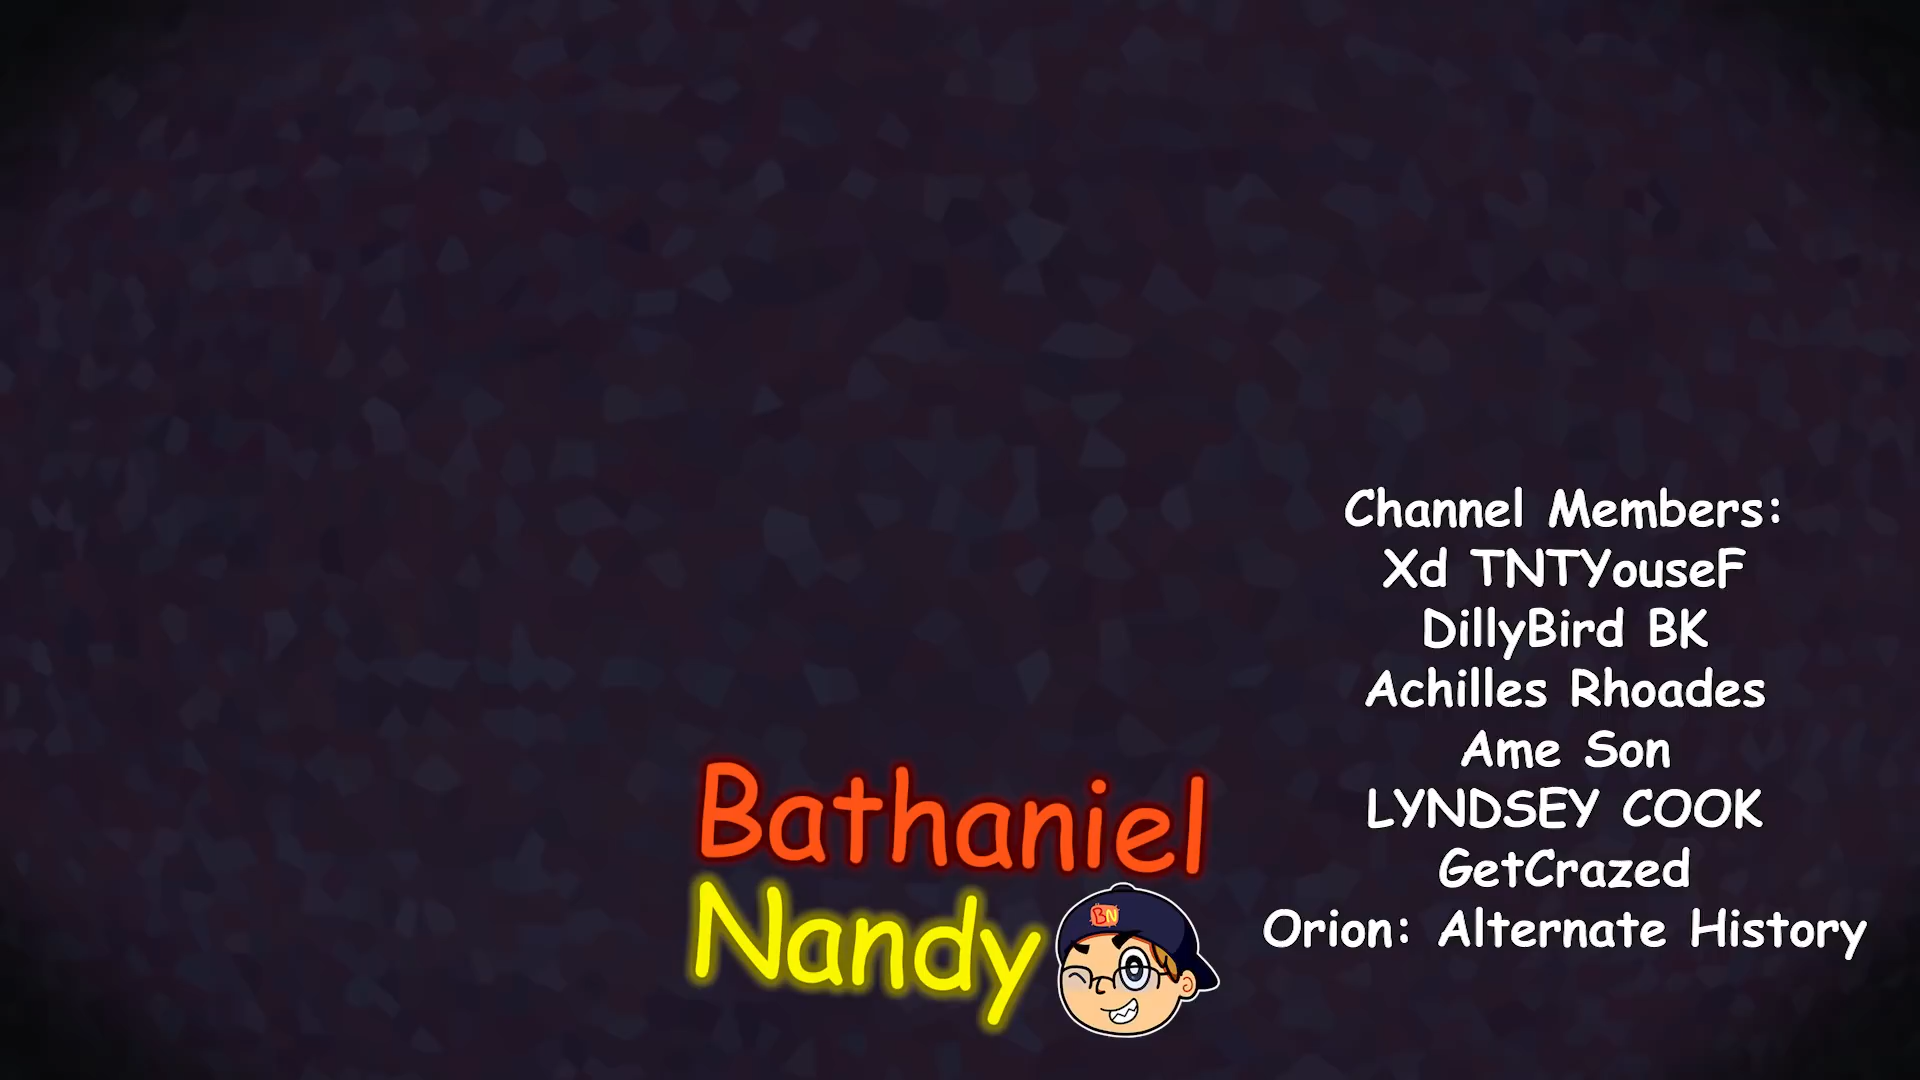 Channel Members:
Xd TNTYouseF
DillyBird BK
Achilles Rhoades
Ame Son
LYNDSEY COOK
GetCrazed
Orion: Alternate History
Bathaniel
Nandy
BN